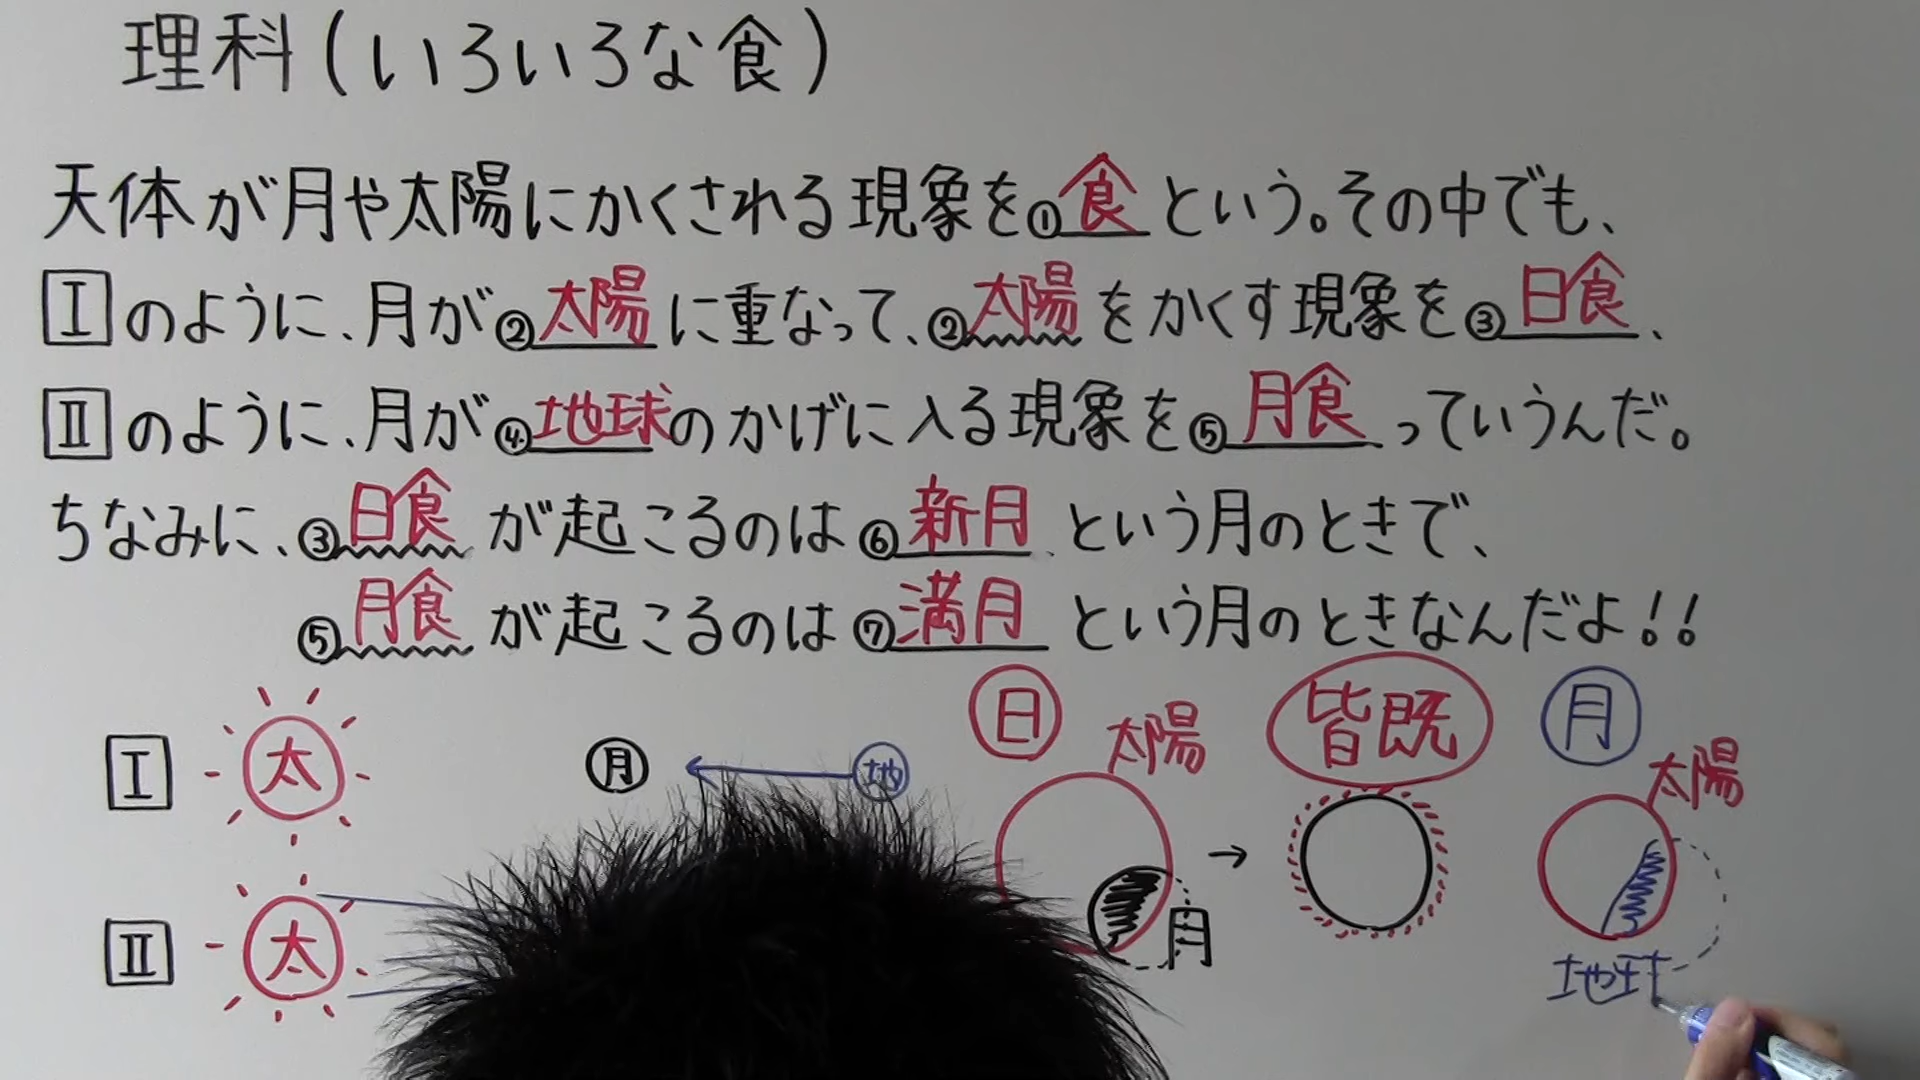 理科(いろいろな食)
天体が月や太陽にかくされる現象を①食という。その中でも、
Ⅰのように、月が②太陽に重なって、②太陽をかくす現象を③日食、
Ⅱのように、月が④地球のかげに入る現象を⑤月食っていうんだ。
ちなみに、③日食が起こるのは⑥新月という月のときで、
⑤月食が起こるのは⑦満月という月のときなんだよ!!
日 皆既 月
太陽 太陽
Ⅰ 太 月 地
月
Ⅱ 太